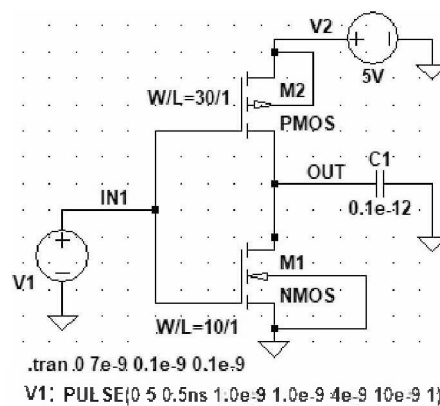 V2
5V
W/L=30/1
M2
PMOS
OUT
C1
0.1e-12
IN1
V1
M1
NMOS
W/L=10/1
.tran 0 7e-9 0.1e-9 0.1e-9
V1: PULSE(0 5 0.5ns 1.0e-9 1.0e-9 4e-9 10e-9 1)